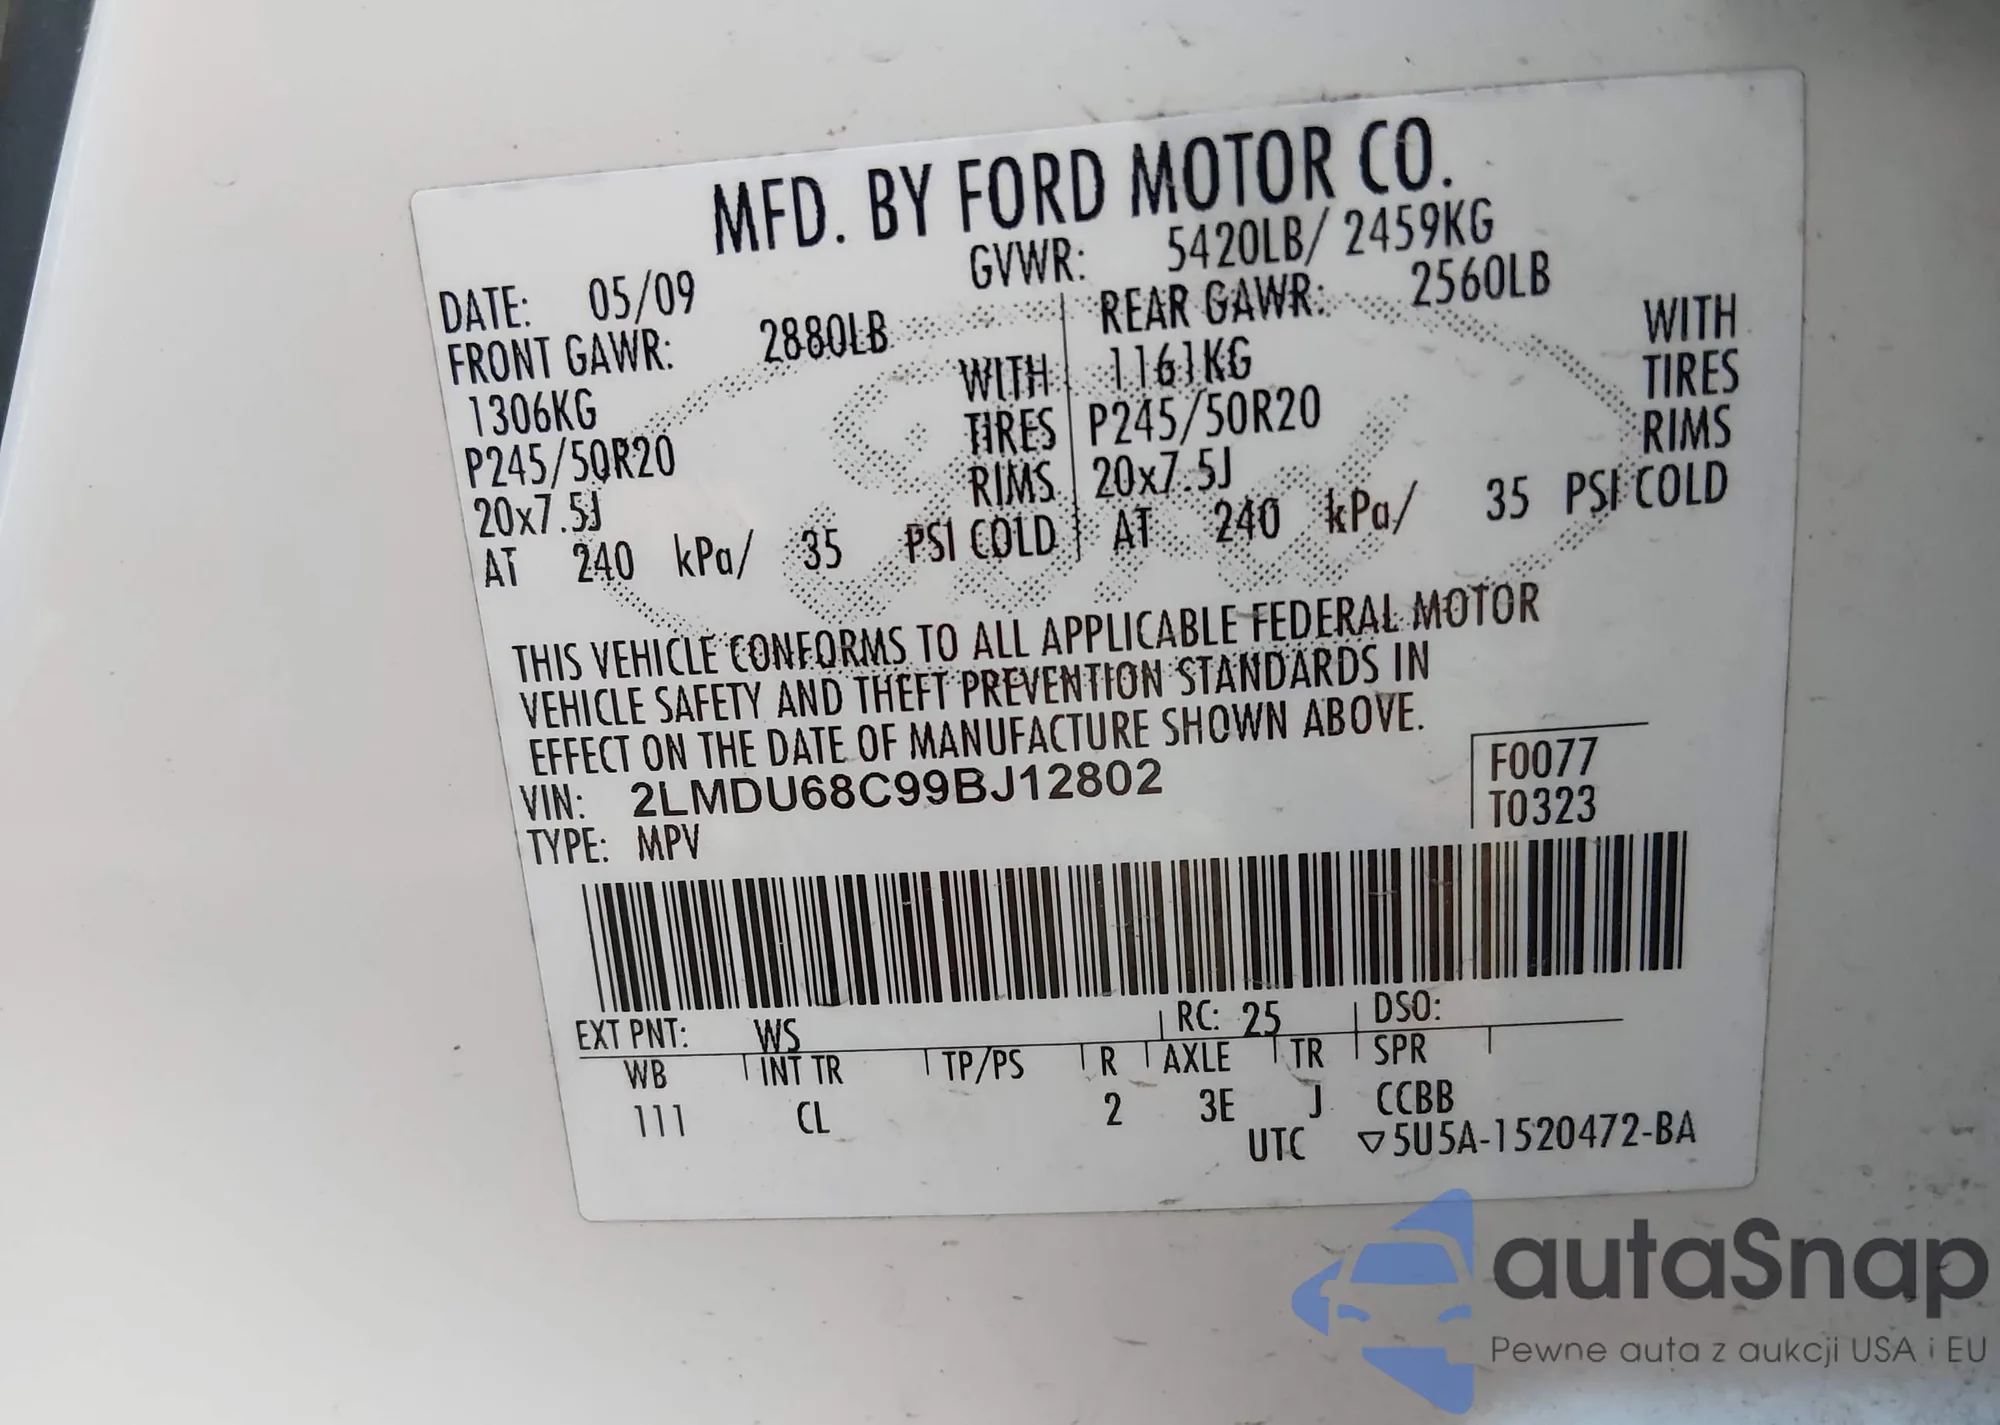 MFD. BY FORD MOTOR CO.
DATE: 05/09 GVWR: 5420LB/ 2459KG
FRONT GAWR: 2880LB REAR GAWR: 2560LB
1306KG WITH 1161KG WITH
P245/50R20 TIRES P245/50R20 TIRES
20x7.5J RIMS 20x7.5J RIMS
AT 240 kPa/ 35 PSI COLD AT 240 kPa/ 35 PSI COLD
THIS VEHICLE CONFORMS TO ALL APPLICABLE FEDERAL MOTOR
VEHICLE SAFETY AND THEFT PREVENTION STANDARDS IN
EFFECT ON THE DATE OF MANUFACTURE SHOWN ABOVE.
VIN: 2LMDU68C99BJ12802 F0077
TYPE: MPV T0323
EXT PNT: WS RC: 25 DSO:
WB INT TR TP/PS R AXLE TR SPR
111 CL 2 3E J CCBB
UTC ▽5U5A-1520472-BA
autaSnap
Pewne auta z aukcji USA i EU